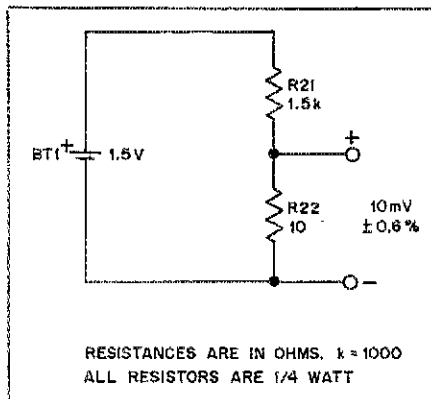 R21
1.5k
+
BT1 + 1.5V
R22
10
10mV
±0.6%
-
RESISTANCES ARE IN OHMS. k = 1000
ALL RESISTORS ARE 1/4 WATT